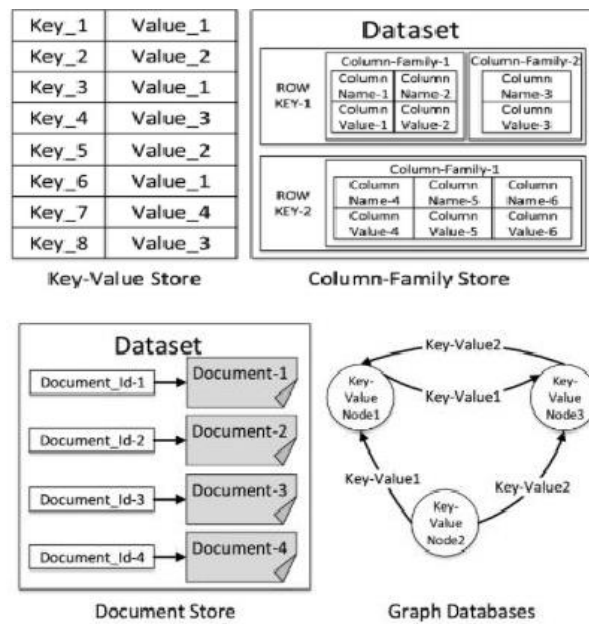 Key_1 Value_1
Key_2 Value_2
Key_3 Value_1
Key_4 Value_3
Key_5 Value_2
Key_6 Value_1
Key_7 Value_4
Key_8 Value_3
Key-Value Store
Dataset
Column-Family-1 Column-Family-2
ROW
KEY-1
Column Column Column
Name-1 Name-2 Name-3
Column Column Column
Value-1 Value-2 Value-3
Column-Family-1
ROW
KEY-2
Column Column Column
Name-4 Name-5 Name-6
Column Column Column
Value-4 Value-5 Value-6
Column-Family Store
Dataset
Document_Id-1 Document-1
Document_Id-2 Document-2
Document_Id-3 Document-3
Document_Id-4 Document-4
Document Store
Key-Value2
Key-
Value
Node1
Key-Value1
Key-
Value
Node3
Key-Value1
Key-Value2
Key-
Value
Node2
Graph Databases